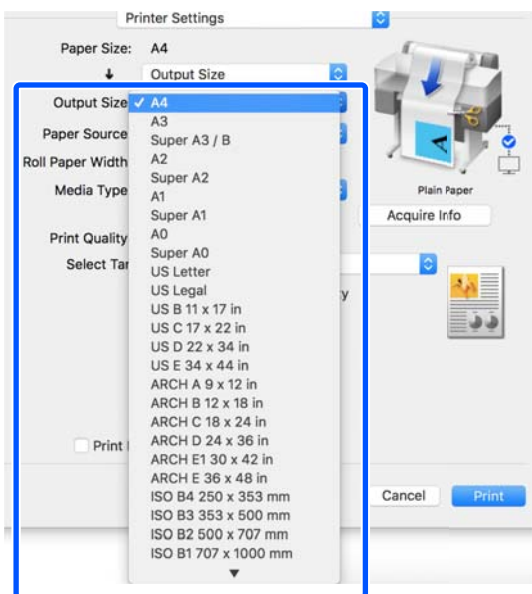 Printer Settings
Paper Size: A4
Output Size
Output Size ✓ A4
A3
Paper Source Super A3 / B
Roll Paper Width A2
Super A2
Media Type A1
Plain Paper
Super A1
Acquire Info
Print Quality A0
Super A0
Select Tar
US Letter
US Legal
US B 11 x 17 in
US C 17 x 22 in
US D 22 x 34 in
US E 34 x 44 in
ARCH A 9 x 12 in
ARCH B 12 x 18 in
ARCH C 18 x 24 in
ARCH D 24 x 36 in
Print
ARCH E1 30 x 42 in
ARCH E 36 x 48 in
ISO B4 250 x 353 mm
Cancel Print
ISO B3 353 x 500 mm
ISO B2 500 x 707 mm
ISO B1 707 x 1000 mm